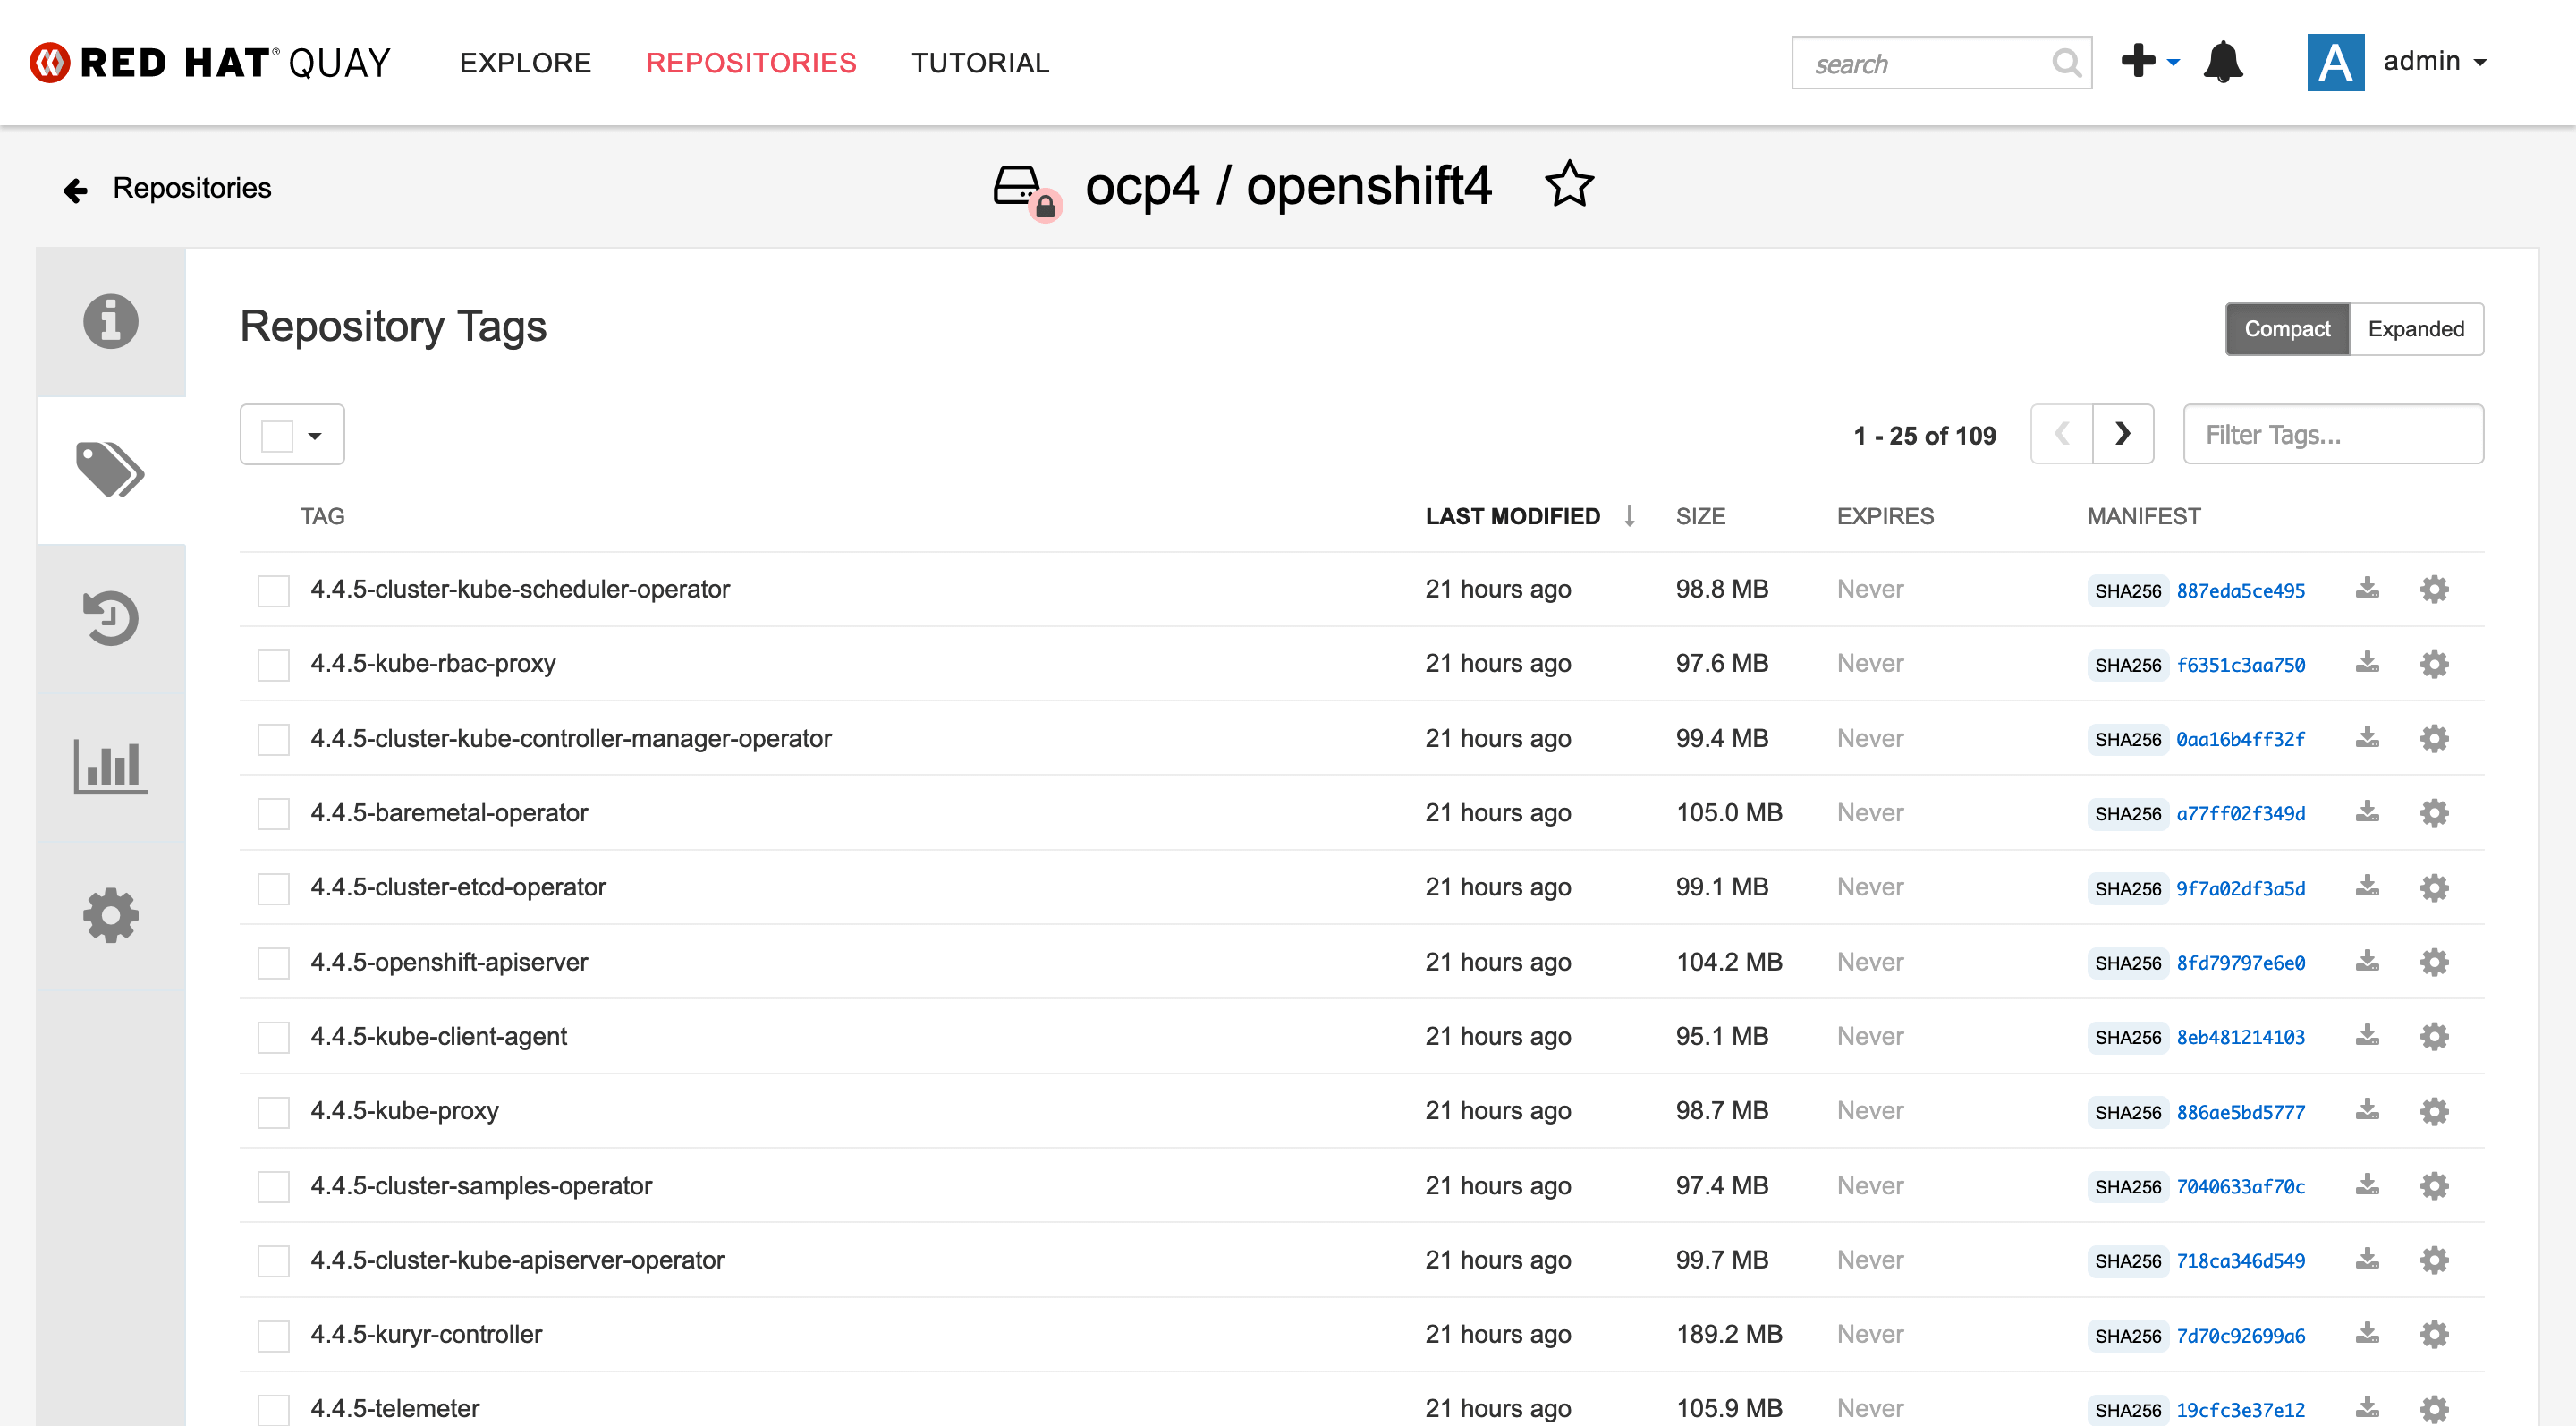 RED HAT® QUAY EXPLORE REPOSITORIES TUTORIAL search A admin
Repositories ocp4 / openshift4
Repository Tags Compact Expanded
1 - 25 of 109 Filter Tags...
TAG LAST MODIFIED SIZE EXPIRES MANIFEST
4.4.5-cluster-kube-scheduler-operator 21 hours ago 98.8 MB Never SHA256 887eda5ce495
4.4.5-kube-rbac-proxy 21 hours ago 97.6 MB Never SHA256 f6351c3aa750
4.4.5-cluster-kube-controller-manager-operator 21 hours ago 99.4 MB Never SHA256 0aa16b4ff32f
4.4.5-baremetal-operator 21 hours ago 105.0 MB Never SHA256 a77ff02f349d
4.4.5-cluster-etcd-operator 21 hours ago 99.1 MB Never SHA256 9f7a02df3a5d
4.4.5-openshift-apiserver 21 hours ago 104.2 MB Never SHA256 8fd79797e6e0
4.4.5-kube-client-agent 21 hours ago 95.1 MB Never SHA256 8eb481214103
4.4.5-kube-proxy 21 hours ago 98.7 MB Never SHA256 886ae5bd5777
4.4.5-cluster-samples-operator 21 hours ago 97.4 MB Never SHA256 7040633af70c
4.4.5-cluster-kube-apiserver-operator 21 hours ago 99.7 MB Never SHA256 718ca346d549
4.4.5-kuryr-controller 21 hours ago 189.2 MB Never SHA256 7d70c92699a6
4.4.5-telemeter 21 hours ago 105.9 MB Never SHA256 19cfc3e37e12